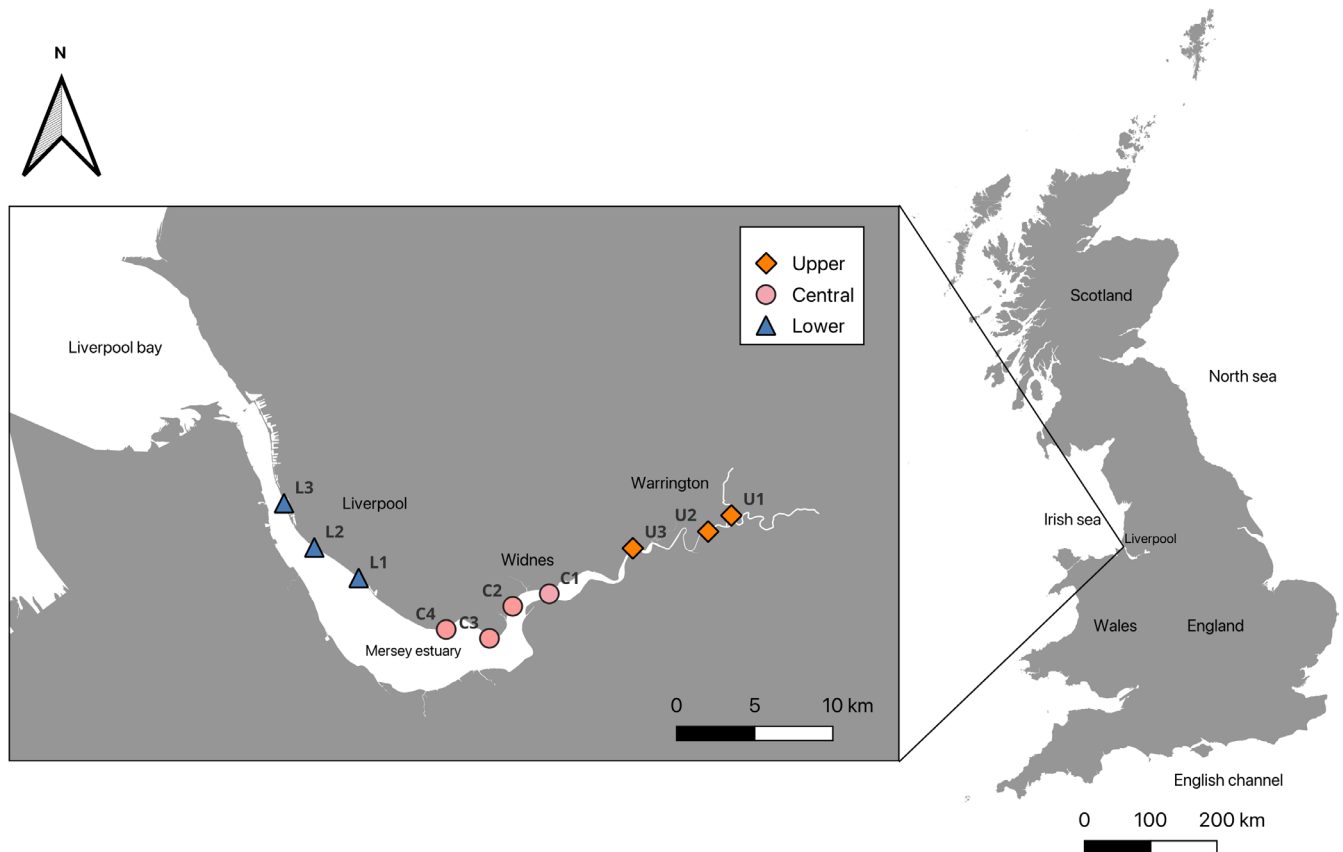 N
Upper
Central
Lower
Liverpool bay
L3
Liverpool
L2
L1
Warrington
U1
U2
U3
Widnes
C1
C2
C4
C3
Mersey estuary
0 5 10 km
Scotland
North sea
Irish sea
Liverpool
Wales
England
English channel
0 100 200 km